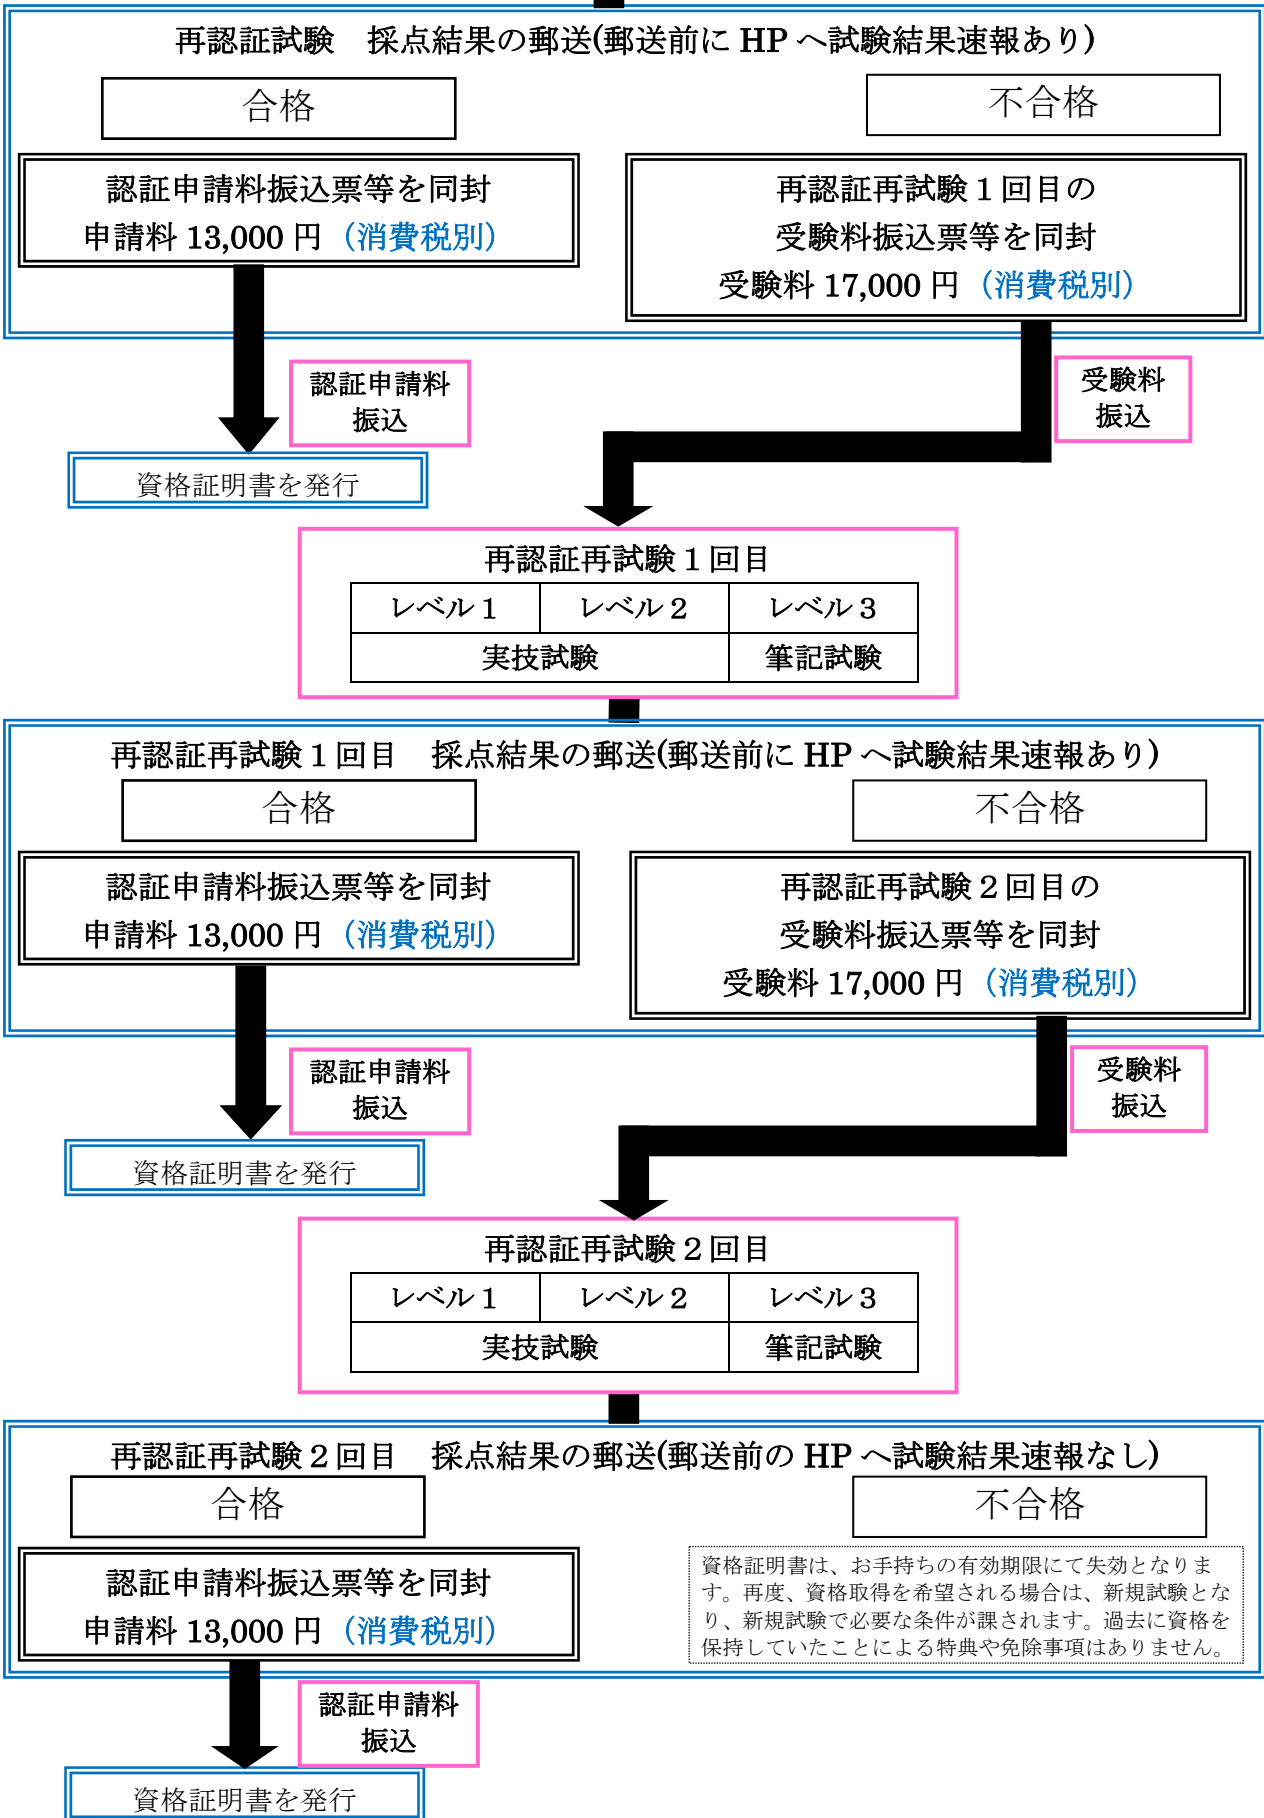 再認証試験　採点結果の郵送(郵送前に HP へ試験結果速報あり)
合格
不合格
認証申請料振込票等を同封
申請料 13,000 円（消費税別）
再認証再試験１回目の
受験料振込票等を同封
受験料 17,000 円（消費税別）
認証申請料
振込
受験料
振込
資格証明書を発行
再認証再試験１回目
レベル１
レベル２
レベル３
実技試験
筆記試験
再認証再試験１回目　採点結果の郵送(郵送前に HP へ試験結果速報あり)
合格
不合格
認証申請料振込票等を同封
申請料 13,000 円（消費税別）
再認証再試験２回目の
受験料振込票等を同封
受験料 17,000 円（消費税別）
認証申請料
振込
受験料
振込
資格証明書を発行
再認証再試験２回目
レベル１
レベル２
レベル３
実技試験
筆記試験
再認証再試験２回目　採点結果の郵送(郵送前の HP へ試験結果速報なし)
合格
不合格
認証申請料振込票等を同封
申請料 13,000 円（消費税別）
資格証明書は、お手持ちの有効期限にて失効となりま
す。再度、資格取得を希望される場合は、新規試験とな
り、新規試験で必要な条件が課されます。過去に資格を
保持していたことによる特典や免除事項はありません。
認証申請料
振込
資格証明書を発行